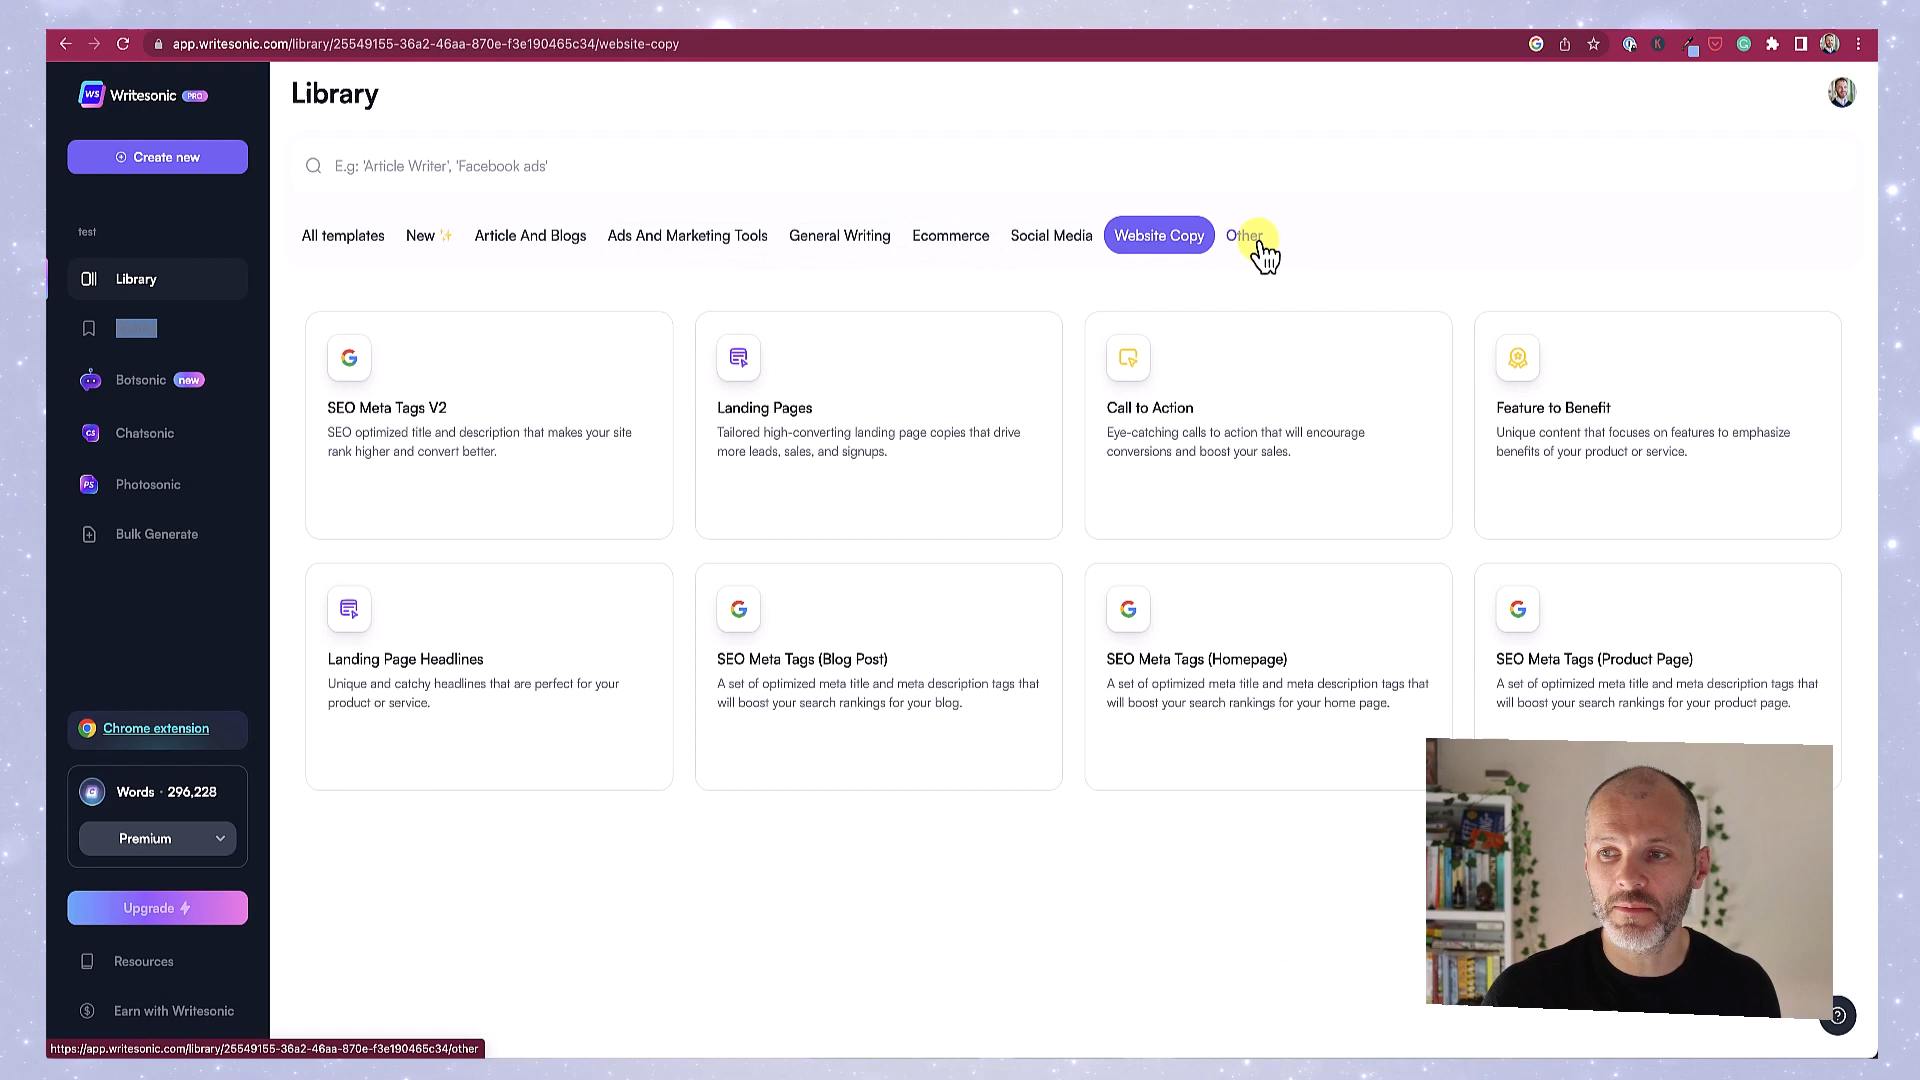 app.writesonic.com/library/25549155-36a2-46aa-870e-f3e190465c34/website-copy
WS Writesonic PRO
Library
Create new
E.g: 'Article Writer', 'Facebook ads'
All templates New Article And Blogs Ads And Marketing Tools General Writing Ecommerce Social Media Website Copy Other
test
Library
Botsonic new
CS Chatsonic
PS Photosonic
Bulk Generate
SEO Meta Tags V2
SEO optimized title and description that makes your site
rank higher and convert better.
Landing Pages
Tailored high-converting landing page copies that drive
more leads, sales, and signups.
Call to Action
Eye-catching calls to action that will encourage
conversions and boost your sales.
Feature to Benefit
Unique content that focuses on features to emphasize
benefits of your product or service.
Landing Page Headlines
Unique and catchy headlines that are perfect for your
product or service.
SEO Meta Tags (Blog Post)
A set of optimized meta title and meta description tags that
will boost your search rankings for your blog.
SEO Meta Tags (Homepage)
A set of optimized meta title and meta description tags that
will boost your search rankings for your home page.
SEO Meta Tags (Product Page)
A set of optimized meta title and meta description tags that
will boost your search rankings for your product page.
Chrome extension
Words · 296,228
Premium
Upgrade
Resources
Earn with Writesonic
https://app.writesonic.com/library/25549155-36a2-46aa-870e-f3e190465c34/other